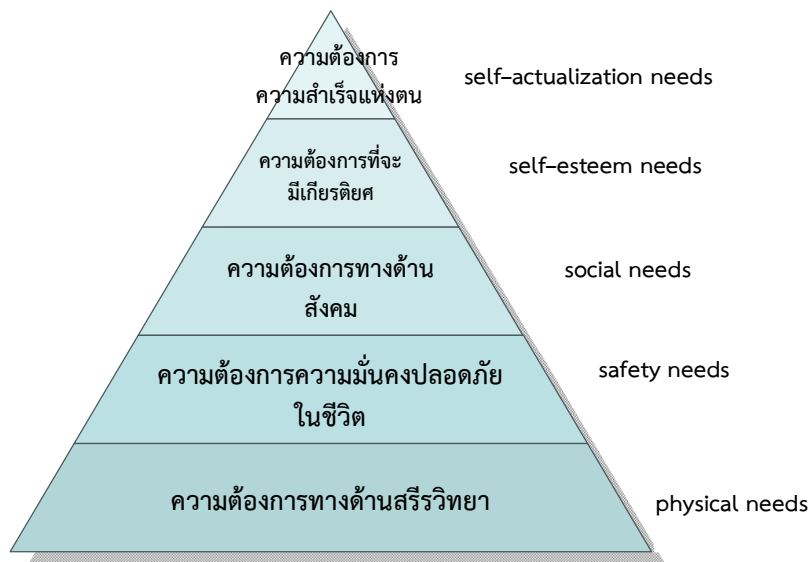 ความต้องการ
ความสำเร็จแห่งตน
self-actualization needs
ความต้องการที่จะ
มีเกียรติยศ
self-esteem needs
ความต้องการทางด้าน
สังคม
social needs
ความต้องการความมั่นคงปลอดภัย
ในชีวิต
safety needs
ความต้องการทางด้านสรีรวิทยา
physical needs